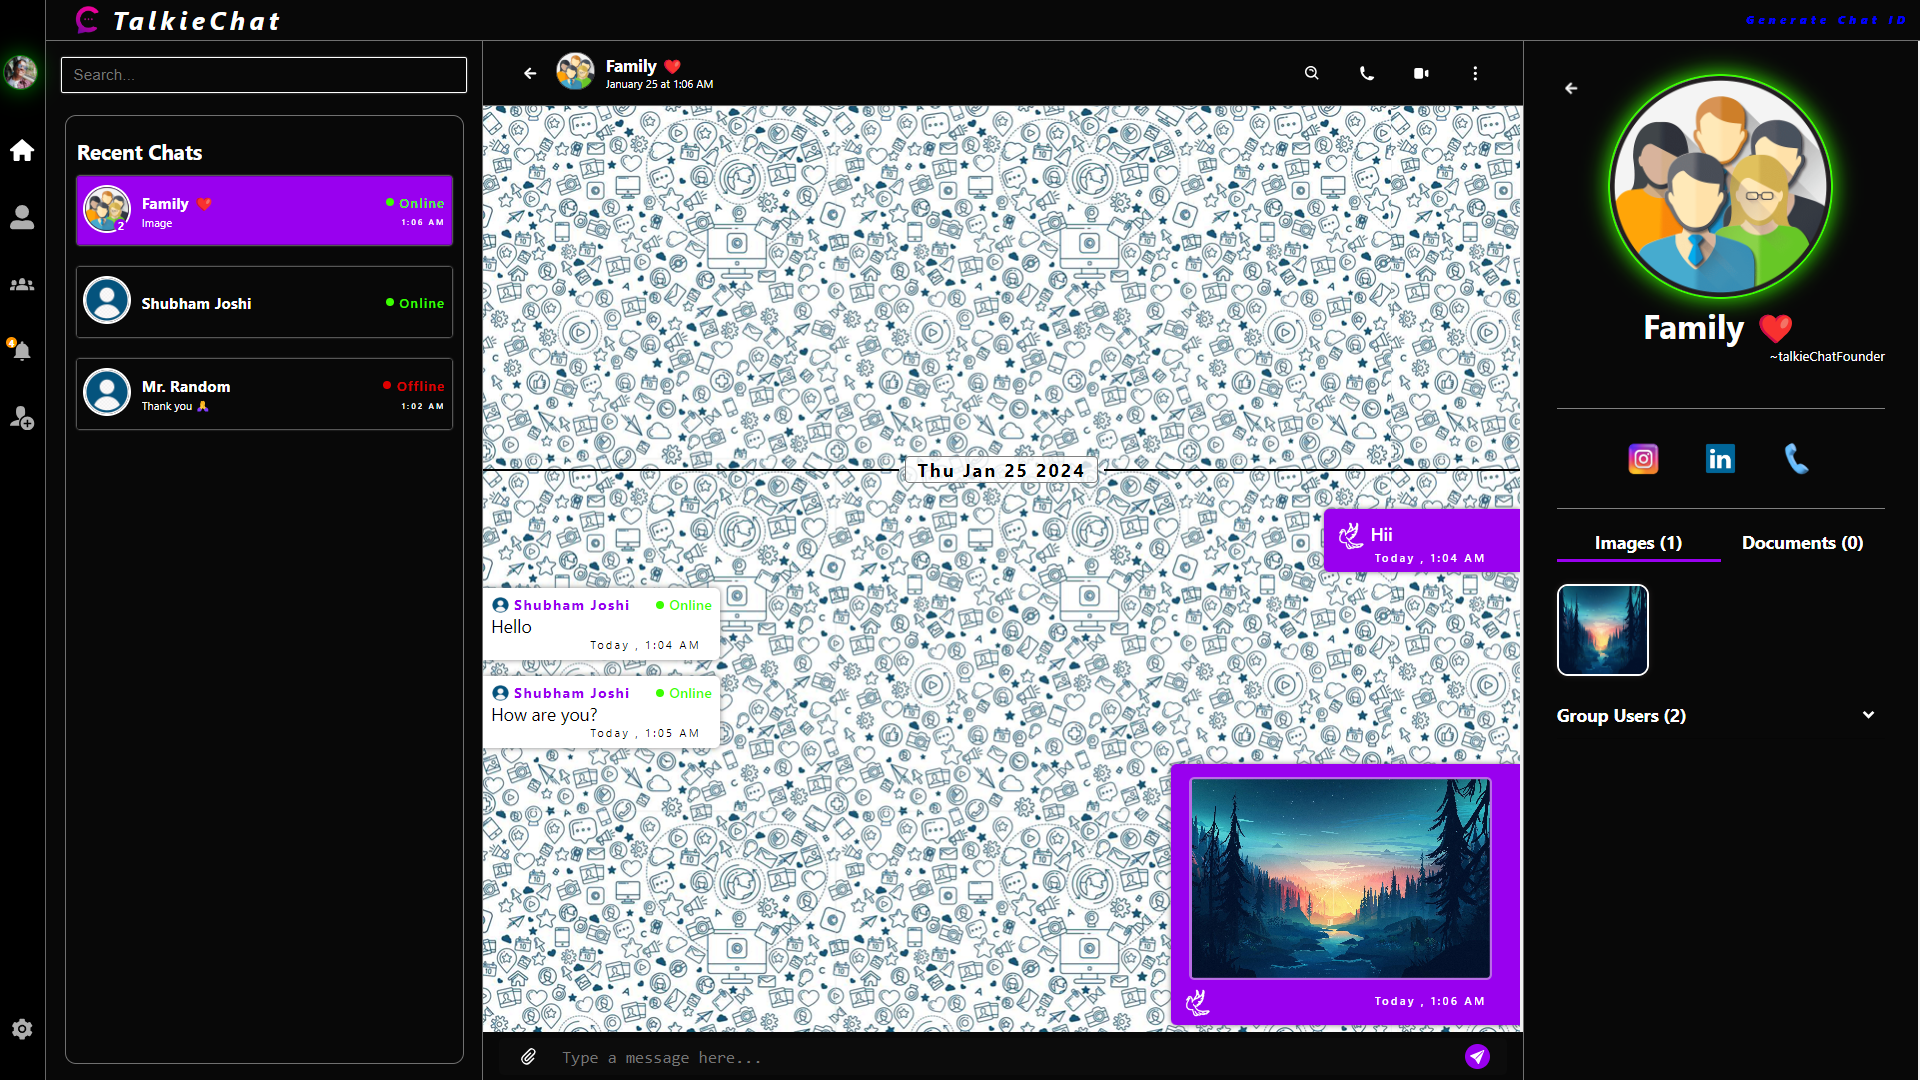 TalkieChat
Generate Chat ID
4
Search...
Recent Chats
Family ❤️
Online
2
Image
1:06 AM
Shubham Joshi
Online
Mr. Random
Offline
Thank you 🙏
1:02 AM
Family ❤️
January 25 at 1:06 AM
Thu Jan 25 2024
Hii
Today , 1:04 AM
Shubham Joshi
Online
Hello
Today , 1:04 AM
Shubham Joshi
Online
How are you?
Today , 1:05 AM
Today , 1:06 AM
Type a message here...
Family ❤️
~talkieChatFounder
in
Images (1)
Documents (0)
Group Users (2)